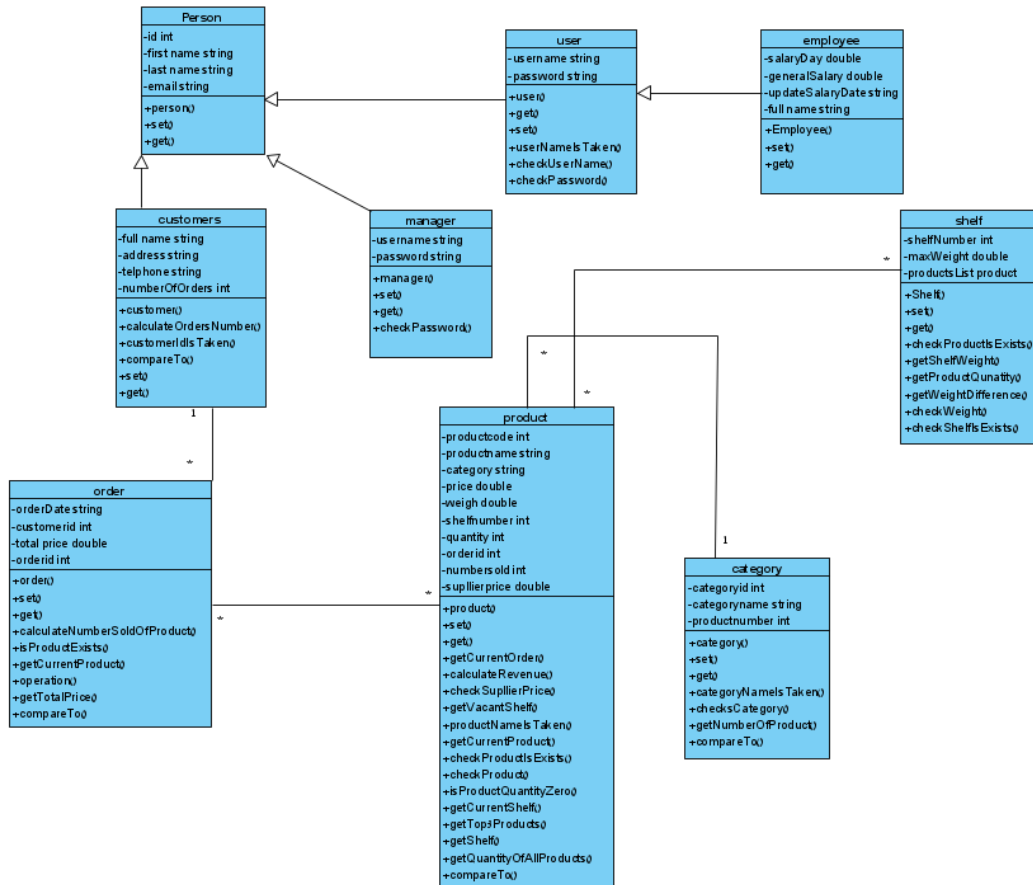 Person
-id int
-first name string
-last name string
-email string
+person()
+set()
+get()
user
-username string
-password string
+user()
+get()
+set()
+userNameIsTaken()
+checkUserName()
+checkPassword()
employee
-salaryDay double
-generalSalary double
-updateSalaryDate string
-full name string
+Employee()
+set()
+get()
customers
-full name string
-address string
-telphone string
-numberOfOrders int
+customer()
+calculateOrdersNumber()
+customerIdIsTaken()
+compareTo()
+set()
+get()
manager
-username string
-password string
+manager()
+set()
+get()
+checkPassword()
shelf
-shelfNumber int
-maxWeight double
-productsList product
+Shelf()
+set()
+get()
+checkProductIsExists()
+getShelfWeight()
+getProductQunatity()
+getWeightDifference()
+checkWeight()
+checkShelfIsExists()
*
*
*
1
1
*
order
-orderDate string
-customerid int
-total price double
-orderid int
+order()
+set()
+get()
+calculateNumberSoldOfProduct()
+isProductExists()
+getCurrentProduct()
+operation()
+getTotalPrice()
+compareTo()
*
*
product
-productcode int
-productname string
-category string
-price double
-weigh double
-shelfnumber int
-quantity int
-orderid int
-numbersold int
-supllierprice double
+product()
+set()
+get()
+getCurrentOrder()
+calculateRevenue()
+checkSupllierPrice()
+getVacantShelf()
+productNameIsTaken()
+getCurrentProduct()
+checkProductIsExists()
+checkProduct()
+isProductQuantityZero()
+getCurrentShelf()
+getTop3Products()
+getShelf()
+getQuantityOfAllProducts()
+compareTo()
category
-categoryid int
-categoryname string
-productnumber int
+category()
+set()
+get()
+categoryNameIsTaken()
+checksCategory()
+getNumberOfProduct()
+compareTo()